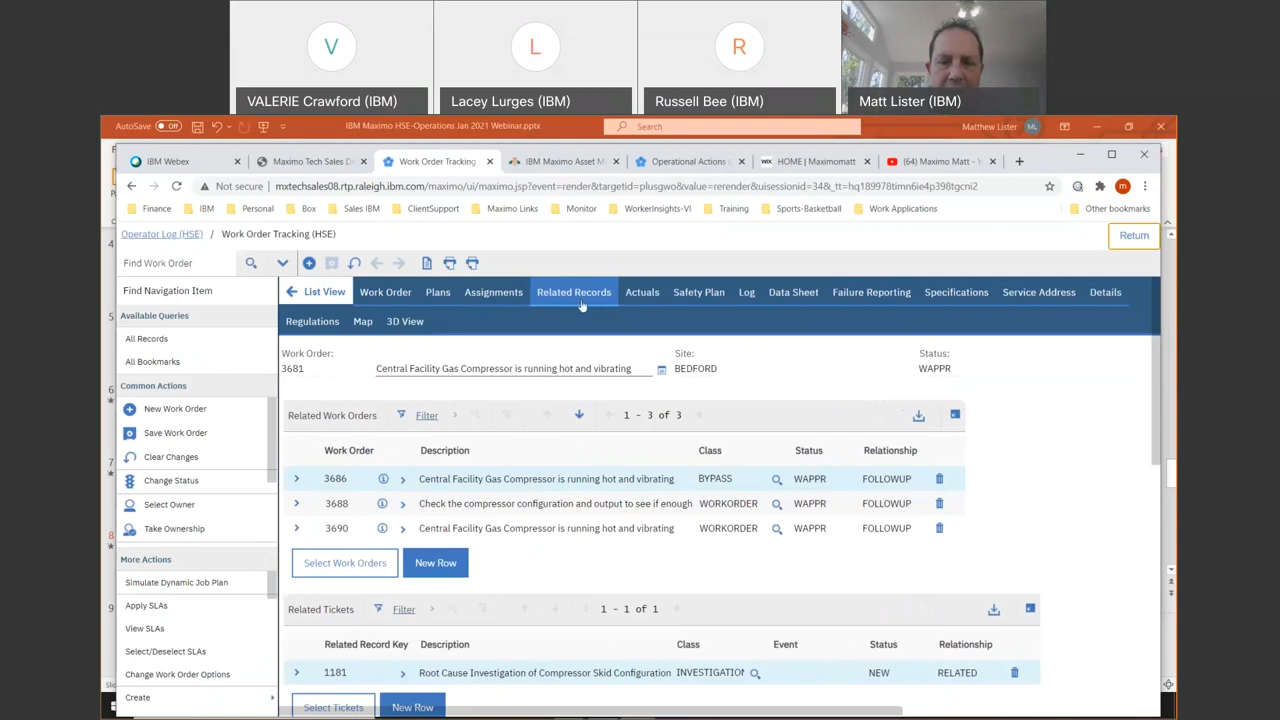 V
L
R
VALERIE Crawford (IBM)
Lacey Lurges (IBM)
Russell Bee (IBM)
Matt Lister (IBM)
AutoSave Off
IBM Maximo HSE-Operations Jan 2021 Webinar.pptx
Search
Matthew Lister
ML
IBM Webex
Maximo Tech Sales D
Work Order Tracking
IBM Maximo Asset M
Operational Actions
WIX HOME | Maximomatt
(64) Maximo Matt -
Not secure | mxtechsales08.rtp.raleigh.ibm.com/maximo/ui/maximo.jsp?event=render&targetid=plusgwo&value=rerender&uisessionid=34&_tt=hq189978timn6ie4p398tgcni2
m
Finance
IBM
Personal
Box
Sales IBM
ClientSupport
Maximo Links
Monitor
WorkerInsights-VI
Training
Sports-Basketball
Work Applications
Other bookmarks
Operator Log (HSE) / Work Order Tracking (HSE)
Return
Find Work Order
Find Navigation Item
Available Queries
All Records
All Bookmarks
Common Actions
New Work Order
Save Work Order
Clear Changes
Change Status
Select Owner
Take Ownership
More Actions
Simulate Dynamic Job Plan
Apply SLAs
View SLAs
Select/Deselect SLAs
Change Work Order Options
Create
4
5
6
7
8
9
List View
Work Order
Plans
Assignments
Related Records
Actuals
Safety Plan
Log
Data Sheet
Failure Reporting
Specifications
Service Address
Details
Regulations
Map
3D View
Work Order:
3681
Central Facility Gas Compressor is running hot and vibrating
Site:
BEDFORD
Status:
WAPPR
Related Work Orders
Filter
1 - 3 of 3
Work Order Description Class Status Relationship
3686 Central Facility Gas Compressor is running hot and vibrating BYPASS WAPPR FOLLOWUP
3688 Check the compressor configuration and output to see if enough WORKORDER WAPPR FOLLOWUP
3690 Central Facility Gas Compressor is running hot and vibrating WORKORDER WAPPR FOLLOWUP
Select Work Orders
New Row
Related Tickets
Filter
1 - 1 of 1
Related Record Key Description Class Event Status Relationship
1181 Root Cause Investigation of Compressor Skid Configuration INVESTIGATION NEW RELATED
Select Tickets
New Row